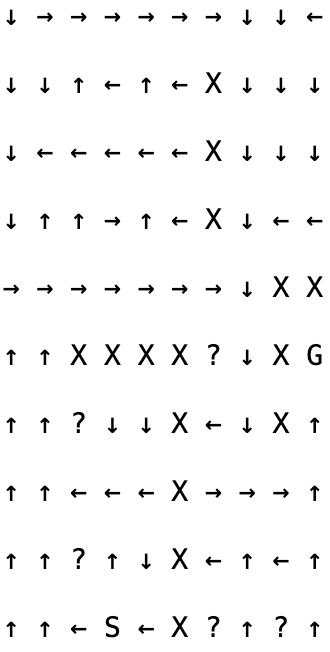 ↓ → → → → → → ↓ ↓ ←
↓ ↓ ↑ ← ↑ ← X ↓ ↓ ↓
↓ ← ← ← ← ← X ↓ ↓ ↓
↓ ↑ ↑ → ↑ ← X ↓ ← ←
→ → → → → → → ↓ X X
↑ ↑ X X X X ? ↓ X G
↑ ↑ ? ↓ ↓ X ← ↓ X ↑
↑ ↑ ← ← ← X → → → ↑
↑ ↑ ? ↑ ↓ X ← ↑ ← ↑
↑ ↑ ← S ← X ? ↑ ? ↑